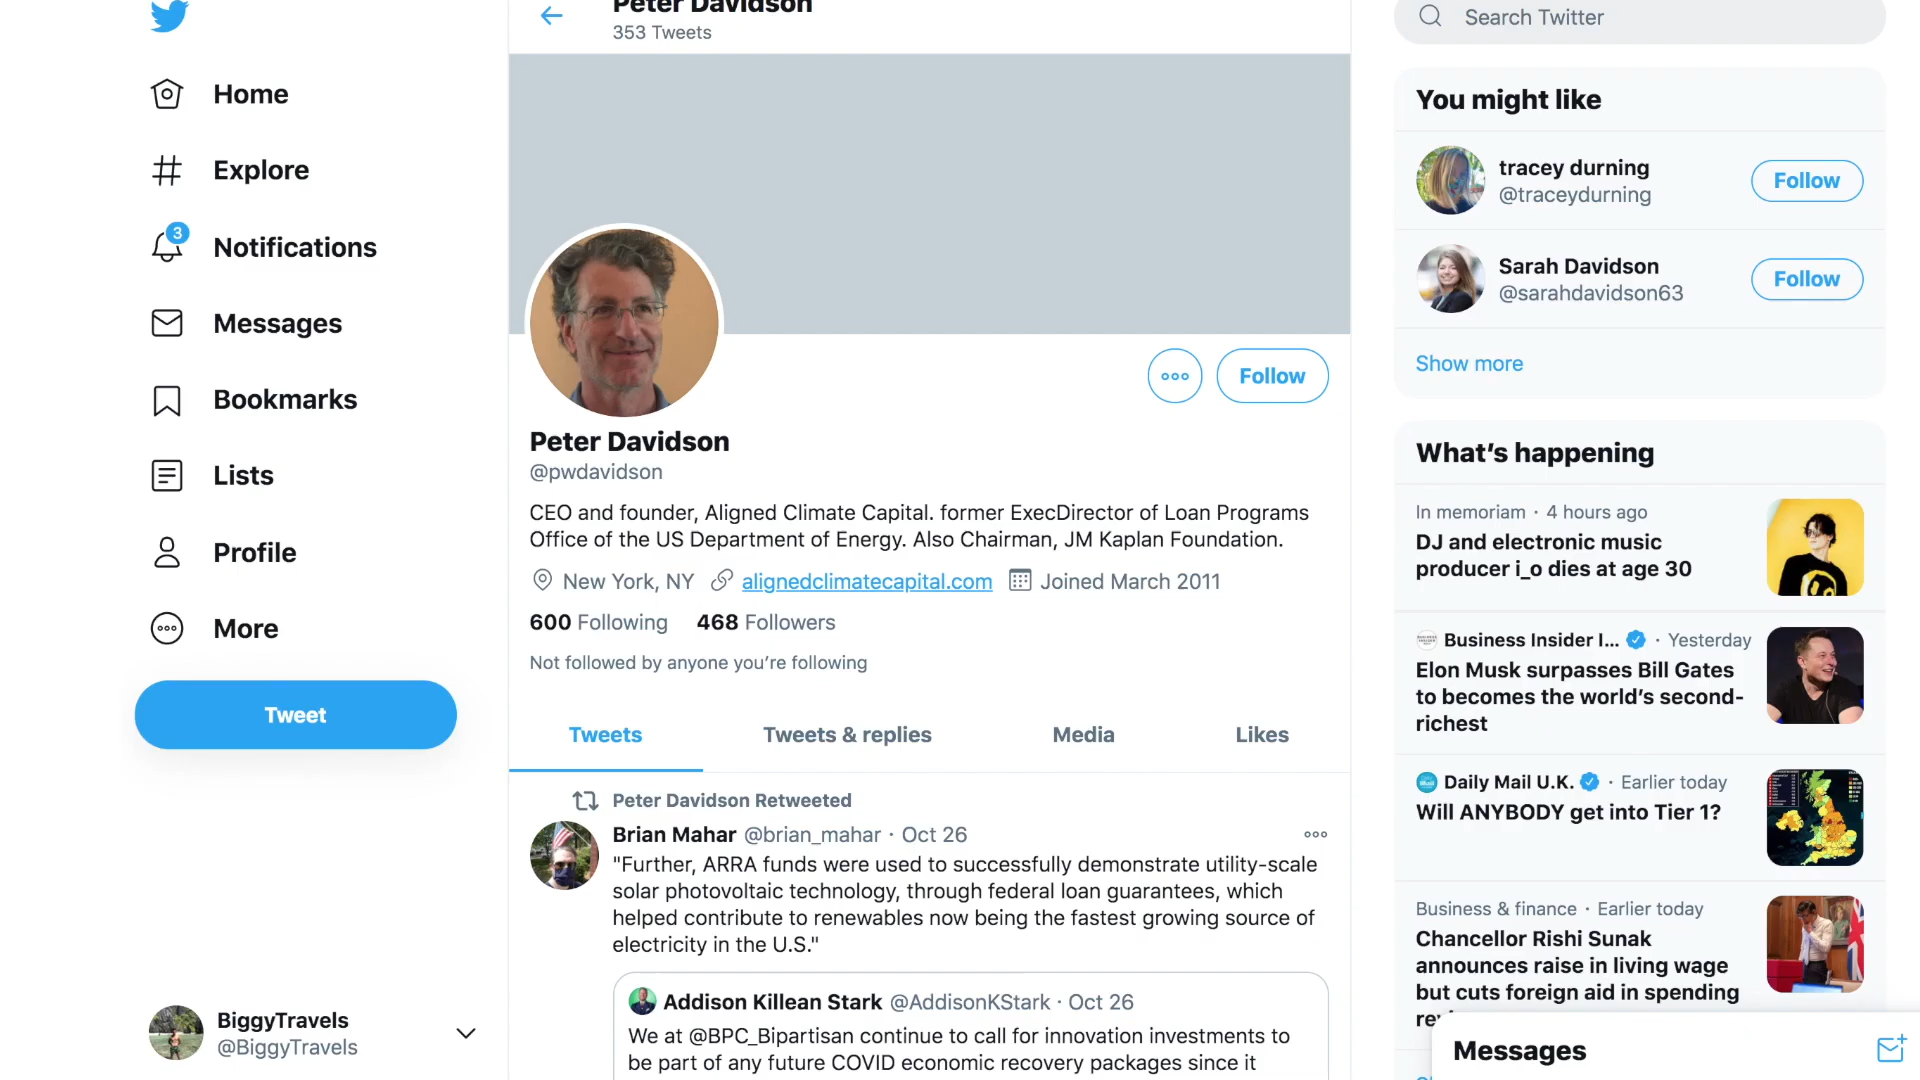 Home
Explore
3
Notifications
Messages
Bookmarks
Lists
Profile
More
Tweet
BiggyTravels
@BiggyTravels
Peter Davidson
353 Tweets
Follow
Peter Davidson
@pwdavidson
CEO and founder, Aligned Climate Capital. former ExecDirector of Loan Programs
Office of the US Department of Energy. Also Chairman, JM Kaplan Foundation.
New York, NY alignedclimatecapital.com Joined March 2011
600 Following 468 Followers
Not followed by anyone you're following
Tweets Tweets & replies Media Likes
Peter Davidson Retweeted
Brian Mahar @brian_mahar · Oct 26
"Further, ARRA funds were used to successfully demonstrate utility-scale
solar photovoltaic technology, through federal loan guarantees, which
helped contribute to renewables now being the fastest growing source of
electricity in the U.S."
Addison Killean Stark @AddisonKStark · Oct 26
We at @BPC_Bipartisan continue to call for innovation investments to
be part of any future COVID economic recovery packages since it
Search Twitter
You might like
tracey durning
@traceydurning
Follow
Sarah Davidson
@sarahdavidson63
Follow
Show more
What's happening
In memoriam · 4 hours ago
DJ and electronic music
producer i_o dies at age 30
Business Insider I... · Yesterday
Elon Musk surpasses Bill Gates
to becomes the world's second-
richest
Daily Mail U.K. · Earlier today
Will ANYBODY get into Tier 1?
Business & finance · Earlier today
Chancellor Rishi Sunak
announces raise in living wage
but cuts foreign aid in spending
Messages